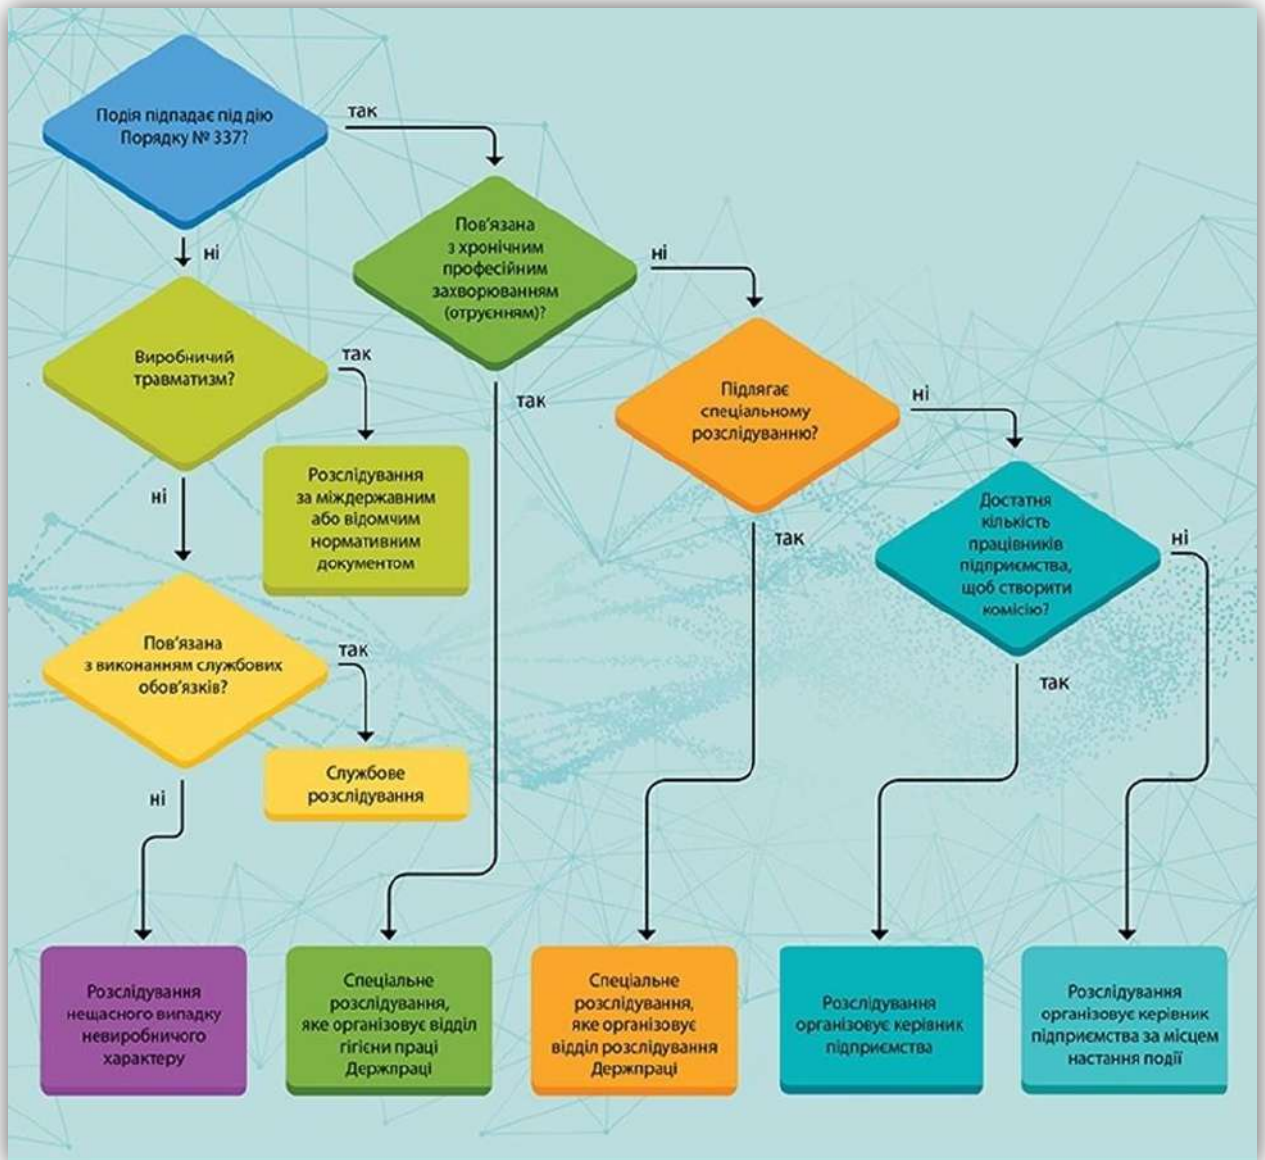 Подія підпадає під дію
Порядку № 337?
так
ні
Пов'язана
з хронічним
професійним
захворюванням
(отруєнням)?
ні
так
Виробничий
травматизм?
так
ні
Розслідування
за міждержавним
або відомчим
нормативним
документом
Підлягає
спеціальному
розслідуванню?
ні
так
Достатня
кількість
працівників
підприємства,
щоб створити
комісію?
ні
так
Пов'язана
з виконанням службових
обов'язків?
так
ні
Службове
розслідування
Розслідування
нещасного випадку
невиробничого
характеру
Спеціальне
розслідування,
яке організовує відділ
гігієни праці
Держпраці
Спеціальне
розслідування,
яке організовує
відділ розслідування
Держпраці
Розслідування
організовує керівник
підприємства
Розслідування
організовує керівник
підприємства за місцем
настання події